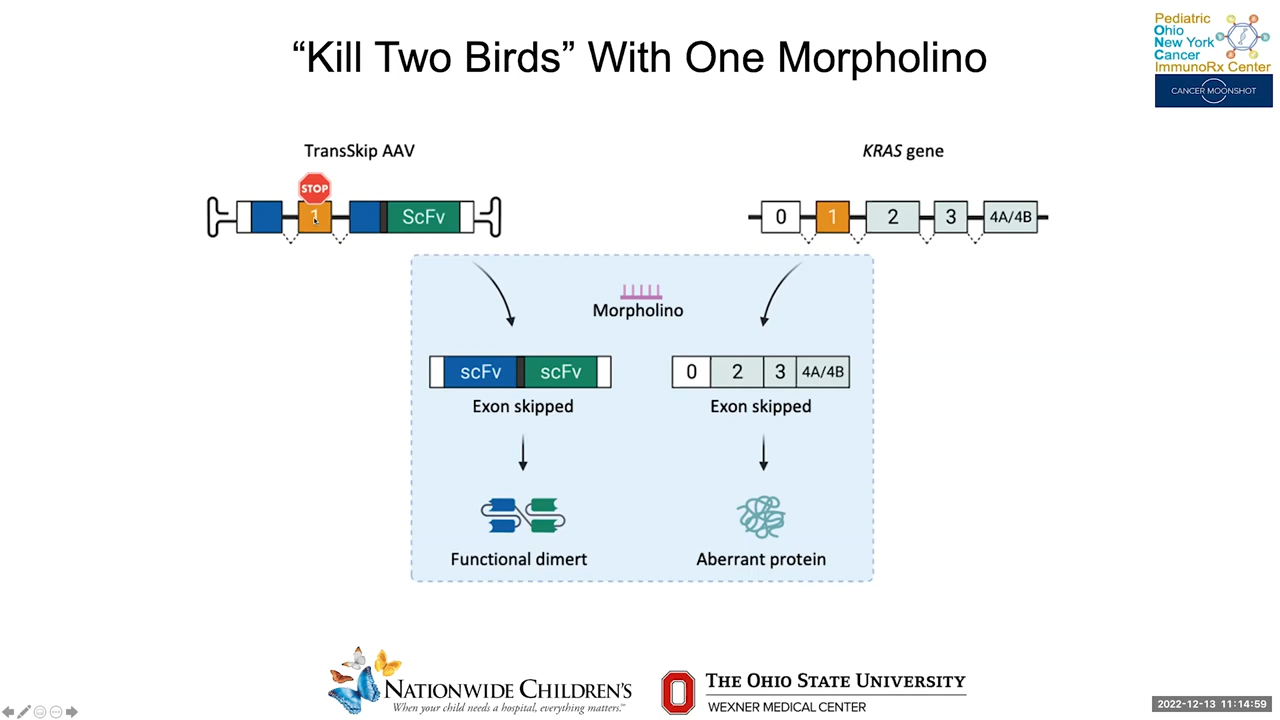 “Kill Two Birds” With One Morpholino
Pediatric
Ohio
New York
Cancer
ImmunoRx Center
CANCER MOONSHOT
TransSkip AAV
KRAS gene
STOP
1
ScFv
0
1
2
3
4A/4B
Morpholino
scFv
scFv
0
2
3
4A/4B
Exon skipped
Exon skipped
Functional dimert
Aberrant protein
NATIONWIDE CHILDREN'S
When your child needs a hospital, everything matters.℠
THE OHIO STATE UNIVERSITY
WEXNER MEDICAL CENTER
2022-12-13 11:14:59